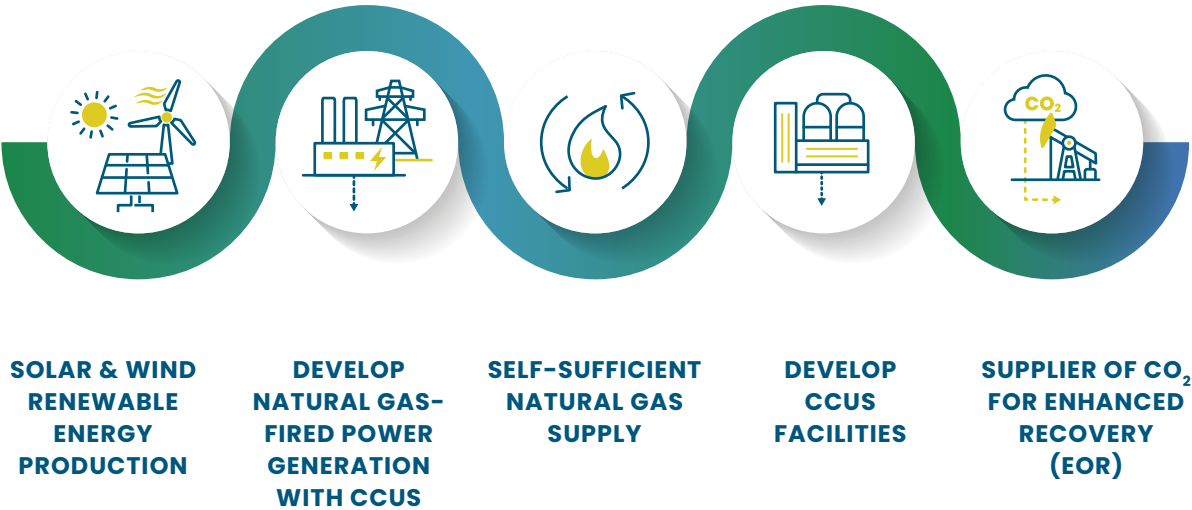 CO₂
SOLAR & WIND
RENEWABLE
ENERGY
PRODUCTION
DEVELOP
NATURAL GAS-
FIRED POWER
GENERATION
WITH CCUS
SELF-SUFFICIENT
NATURAL GAS
SUPPLY
DEVELOP
CCUS
FACILITIES
SUPPLIER OF CO₂
FOR ENHANCED
RECOVERY
(EOR)